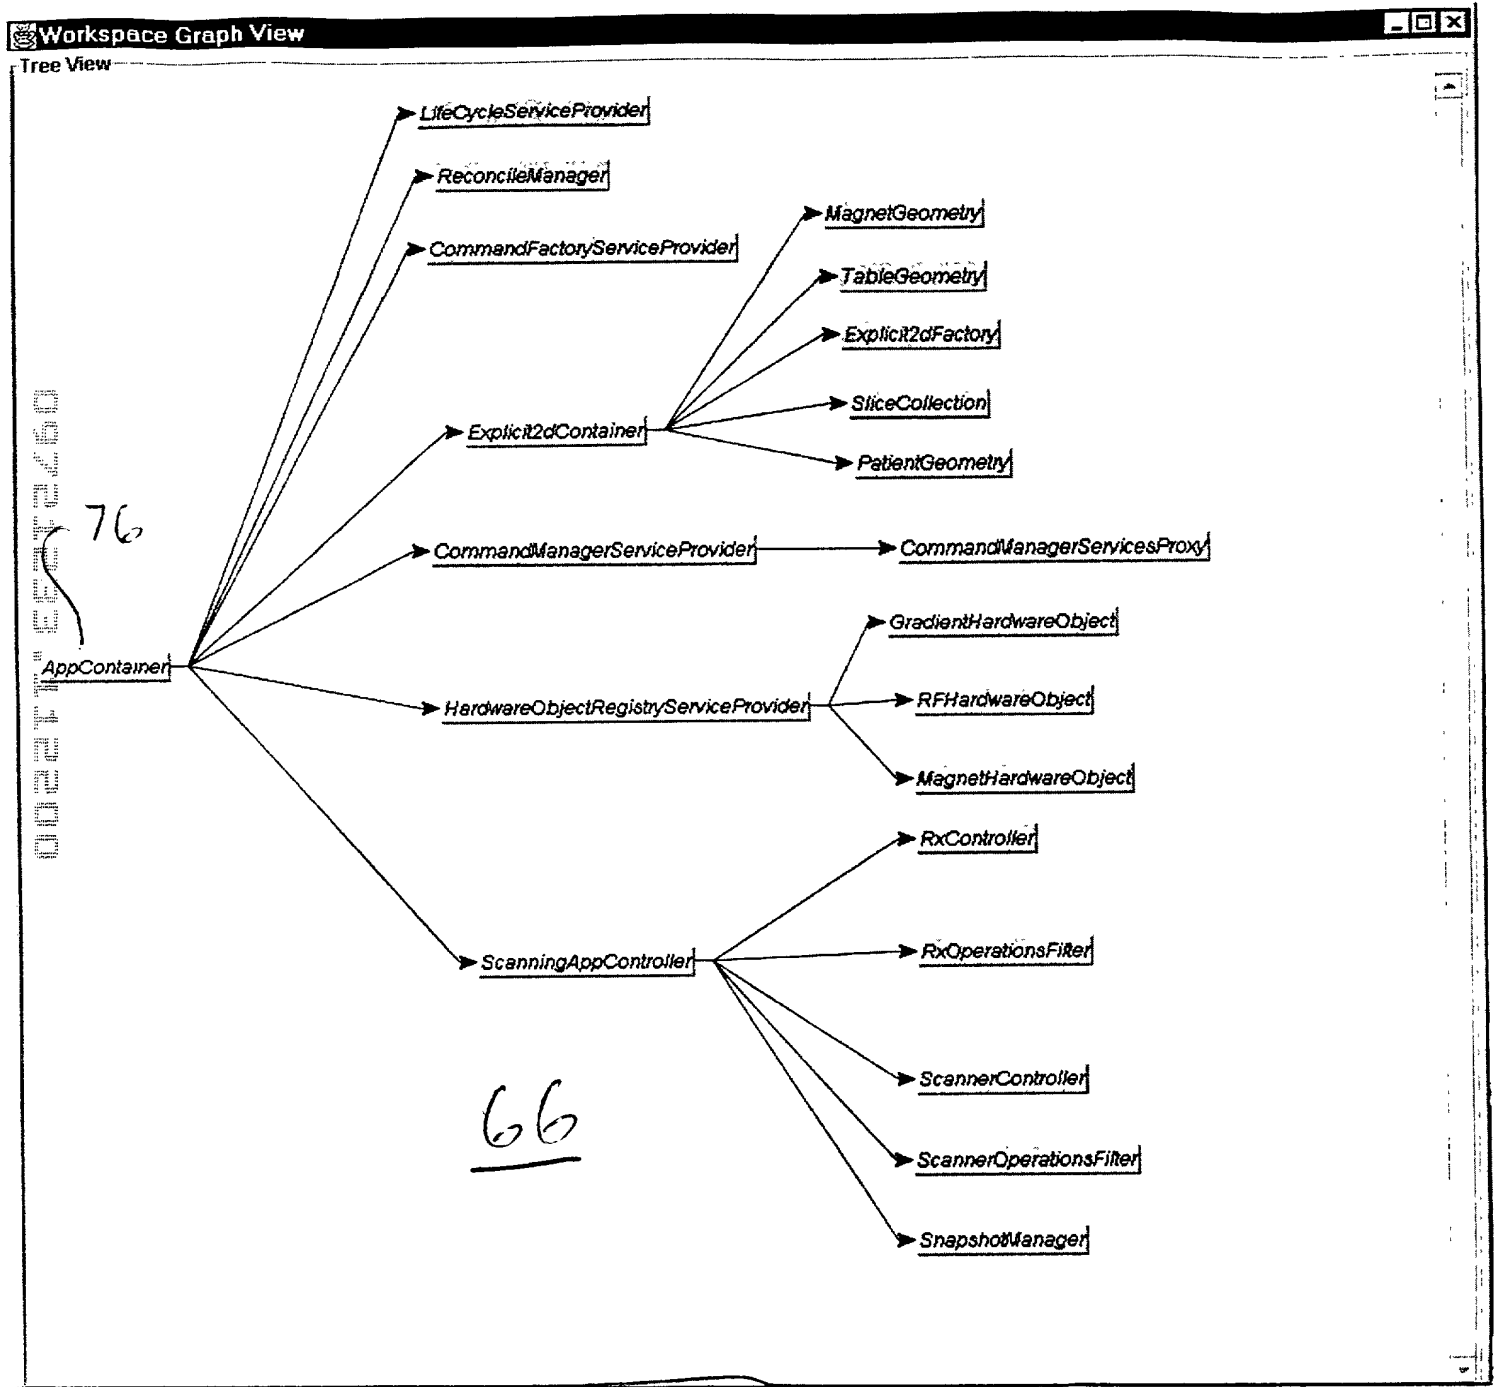 Workspace Graph View
Tree View
LifeCycleServiceProvider
ReconcileManager
MagnetGeometry
CommandFactoryServiceProvider
TableGeometry
Explicit2dFactory
SliceCollection
Explicit2dContainer
PatientGeometry
76
CommandManagerServiceProvider
CommandManagerServicesProxy
GradientHardwareObject
AppContainer
RFHardwareObject
HardwareObjectRegistryServiceProvider
MagnetHardwareObject
RxController
RxOperationsFilter
ScanningAppController
ScannerController
66
ScannerOperationsFilter
SnapshotManager